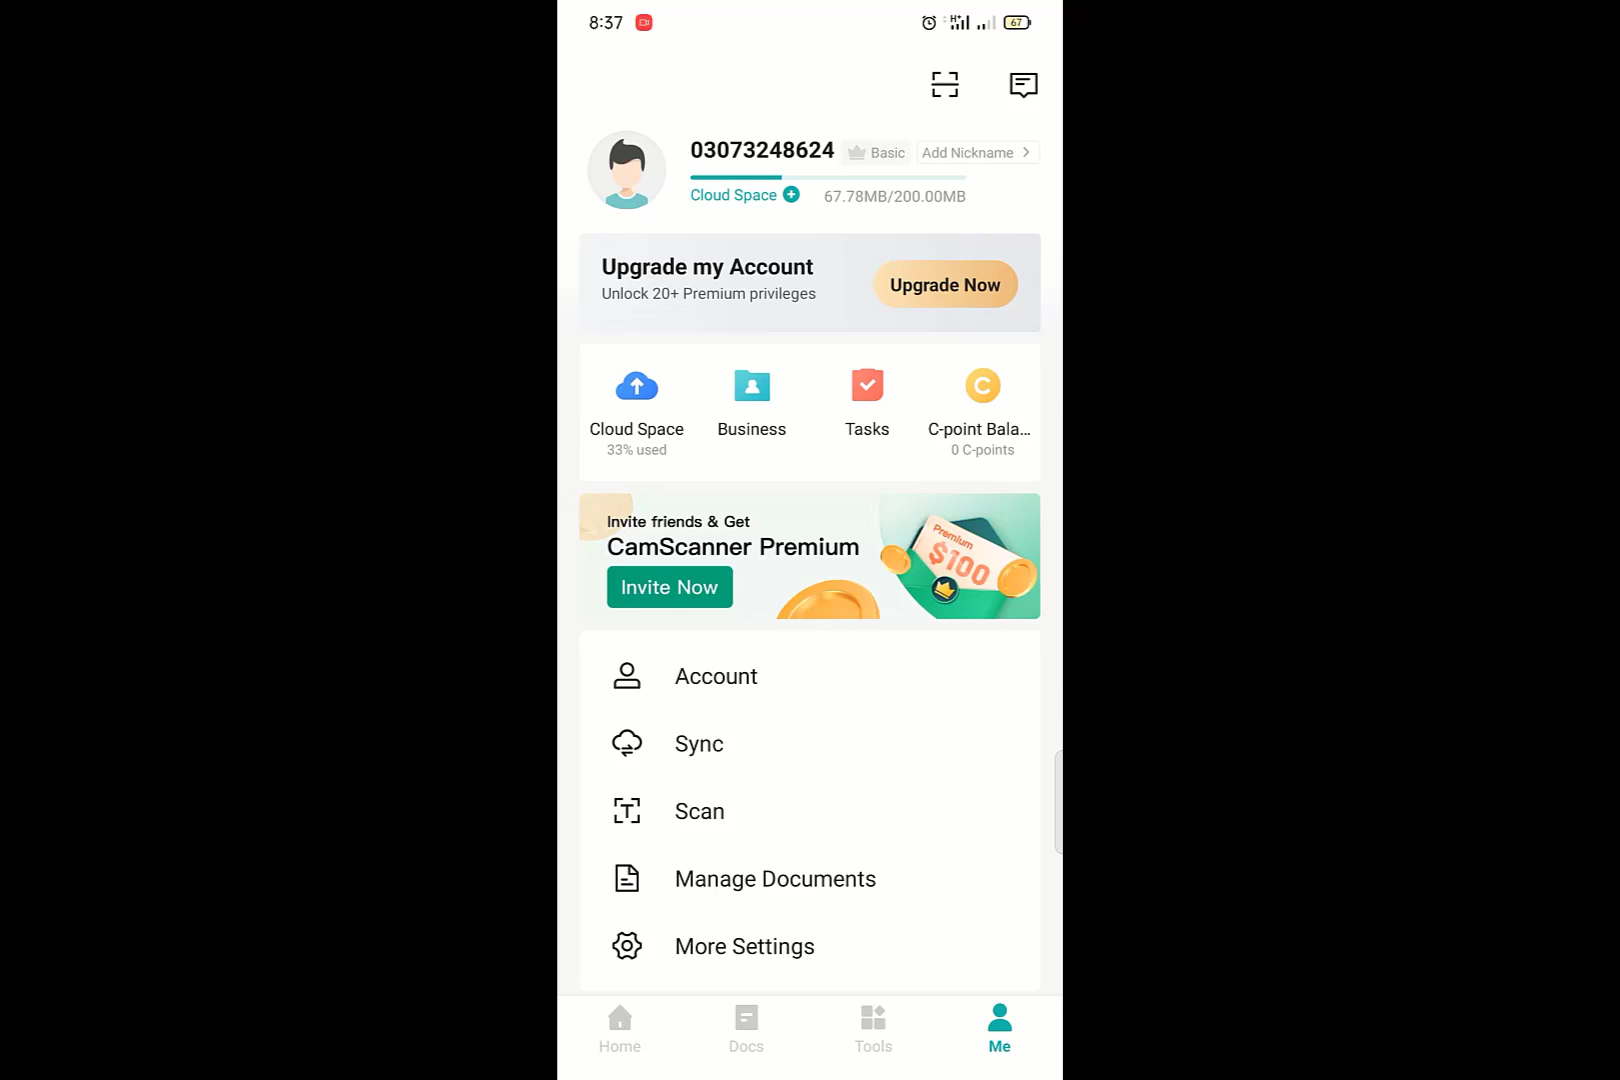 8:37
H+
67
03073248624
Basic
Add Nickname
Cloud Space
67.78MB/200.00MB
Upgrade my Account
Unlock 20+ Premium privileges
Upgrade Now
Cloud Space
33% used
Business
Tasks
C-point Bala...
0 C-points
Invite friends & Get
CamScanner Premium
Invite Now
Premium
$100
Account
Sync
Scan
Manage Documents
More Settings
Home
Docs
Tools
Me